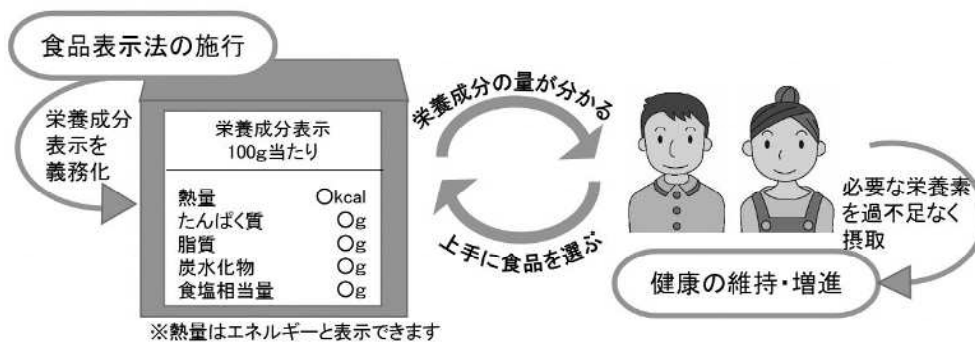 食品表示法の施行
栄養成分
表示を
義務化
栄養成分表示
100g当たり
熱量 〇kcal
たんぱく質 〇g
脂質 〇g
炭水化物 〇g
食塩相当量 〇g
※熱量はエネルギーと表示できます
栄養成分の量が分かる
上手に食品を選ぶ
必要な栄養素
を過不足なく
摂取
健康の維持・増進